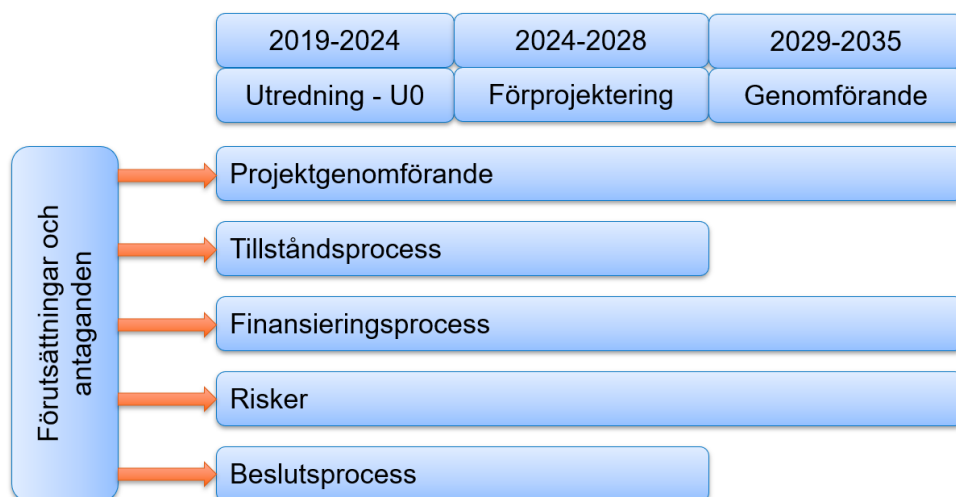 2019-2024
2024-2028
2029-2035
Utredning - U0
Förprojektering
Genomförande
Förutsättningar och
antaganden
Projektgenomförande
Tillståndsprocess
Finansieringsprocess
Risker
Beslutsprocess